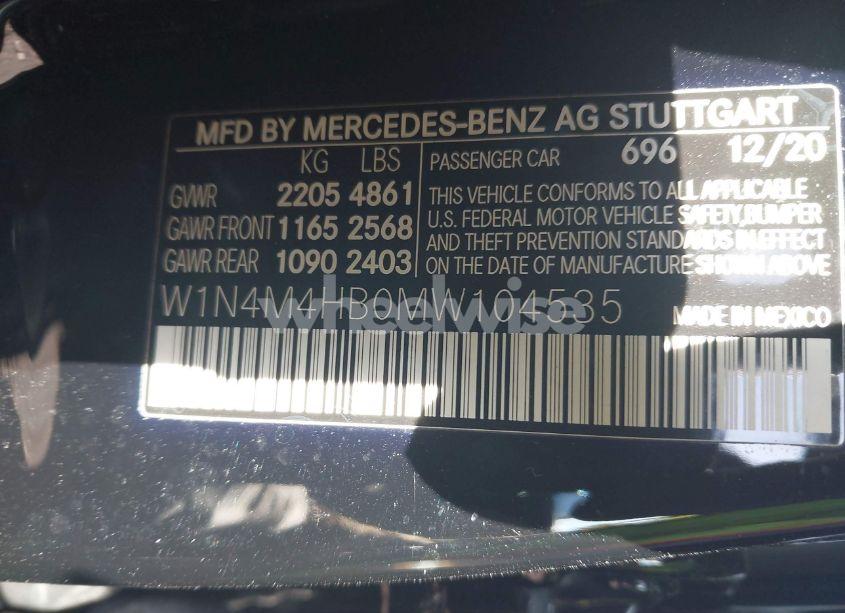 MFD BY MERCEDES-BENZ AG STUTTGART
KG LBS
GVWR 2205 4861
GAWR FRONT 1165 2568
GAWR REAR 1090 2403
PASSENGER CAR 696 12/20
THIS VEHICLE CONFORMS TO ALL APPLICABLE
U.S. FEDERAL MOTOR VEHICLE SAFETY,BUMPER
AND THEFT PREVENTION STANDARDS IN EFFECT
ON THE DATE OF MANUFACTURE SHOWN ABOVE
W1N4M4HB0MW104535
MADE IN MEXICO
wheelwise